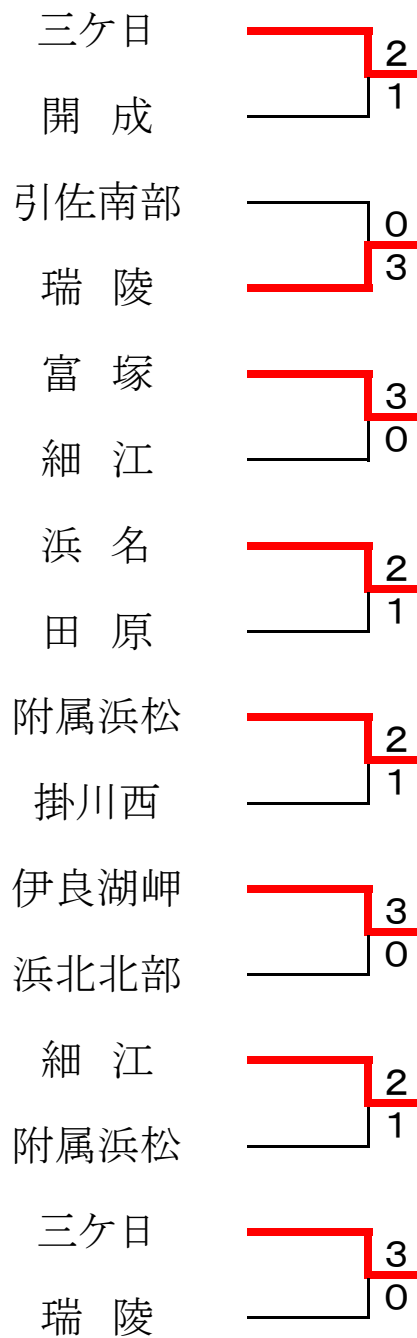 三ケ日
2
1
開 成
引佐南部
0
3
瑞 陵
富 塚
3
0
細 江
浜 名
2
1
田 原
附属浜松
2
1
掛川西
伊良湖岬
3
0
浜北北部
細 江
2
1
附属浜松
三ケ日
3
0
瑞 陵